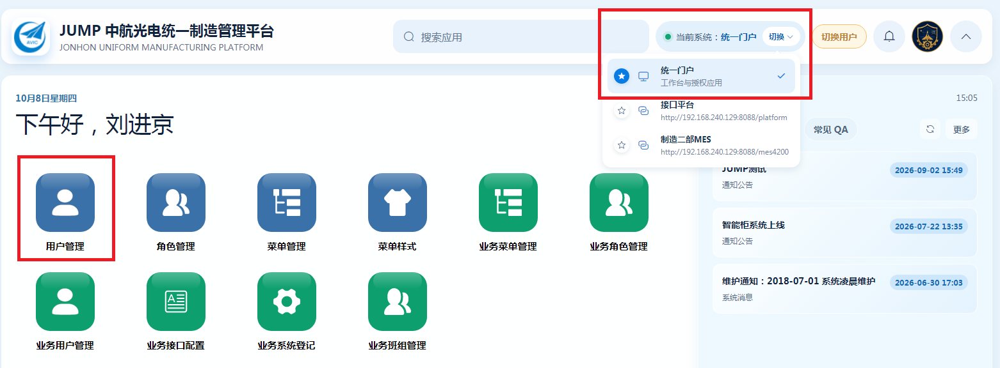 JUMP 中航光电统一制造管理平台
JONHON UNIFORM MANUFACTURING PLATFORM
AVIC
搜索应用
当前系统：统一门户
切换
切换用户
统一门户
工作台与授权应用
接口平台
http://192.168.240.129:8088/platform
制造二部MES
http://192.168.240.129:8088/mes4200
10月8日星期四
下午好，刘进京
15:05
常见 QA
更多
用户管理
角色管理
菜单管理
菜单样式
业务菜单管理
业务角色管理
业务用户管理
业务接口配置
业务系统登记
业务班组管理
JUMP测试
2026-09-02 15:49
通知公告
智能柜系统上线
2026-07-22 13:35
通知公告
维护通知：2018-07-01 系统凌晨维护
2026-06-30 17:03
系统消息